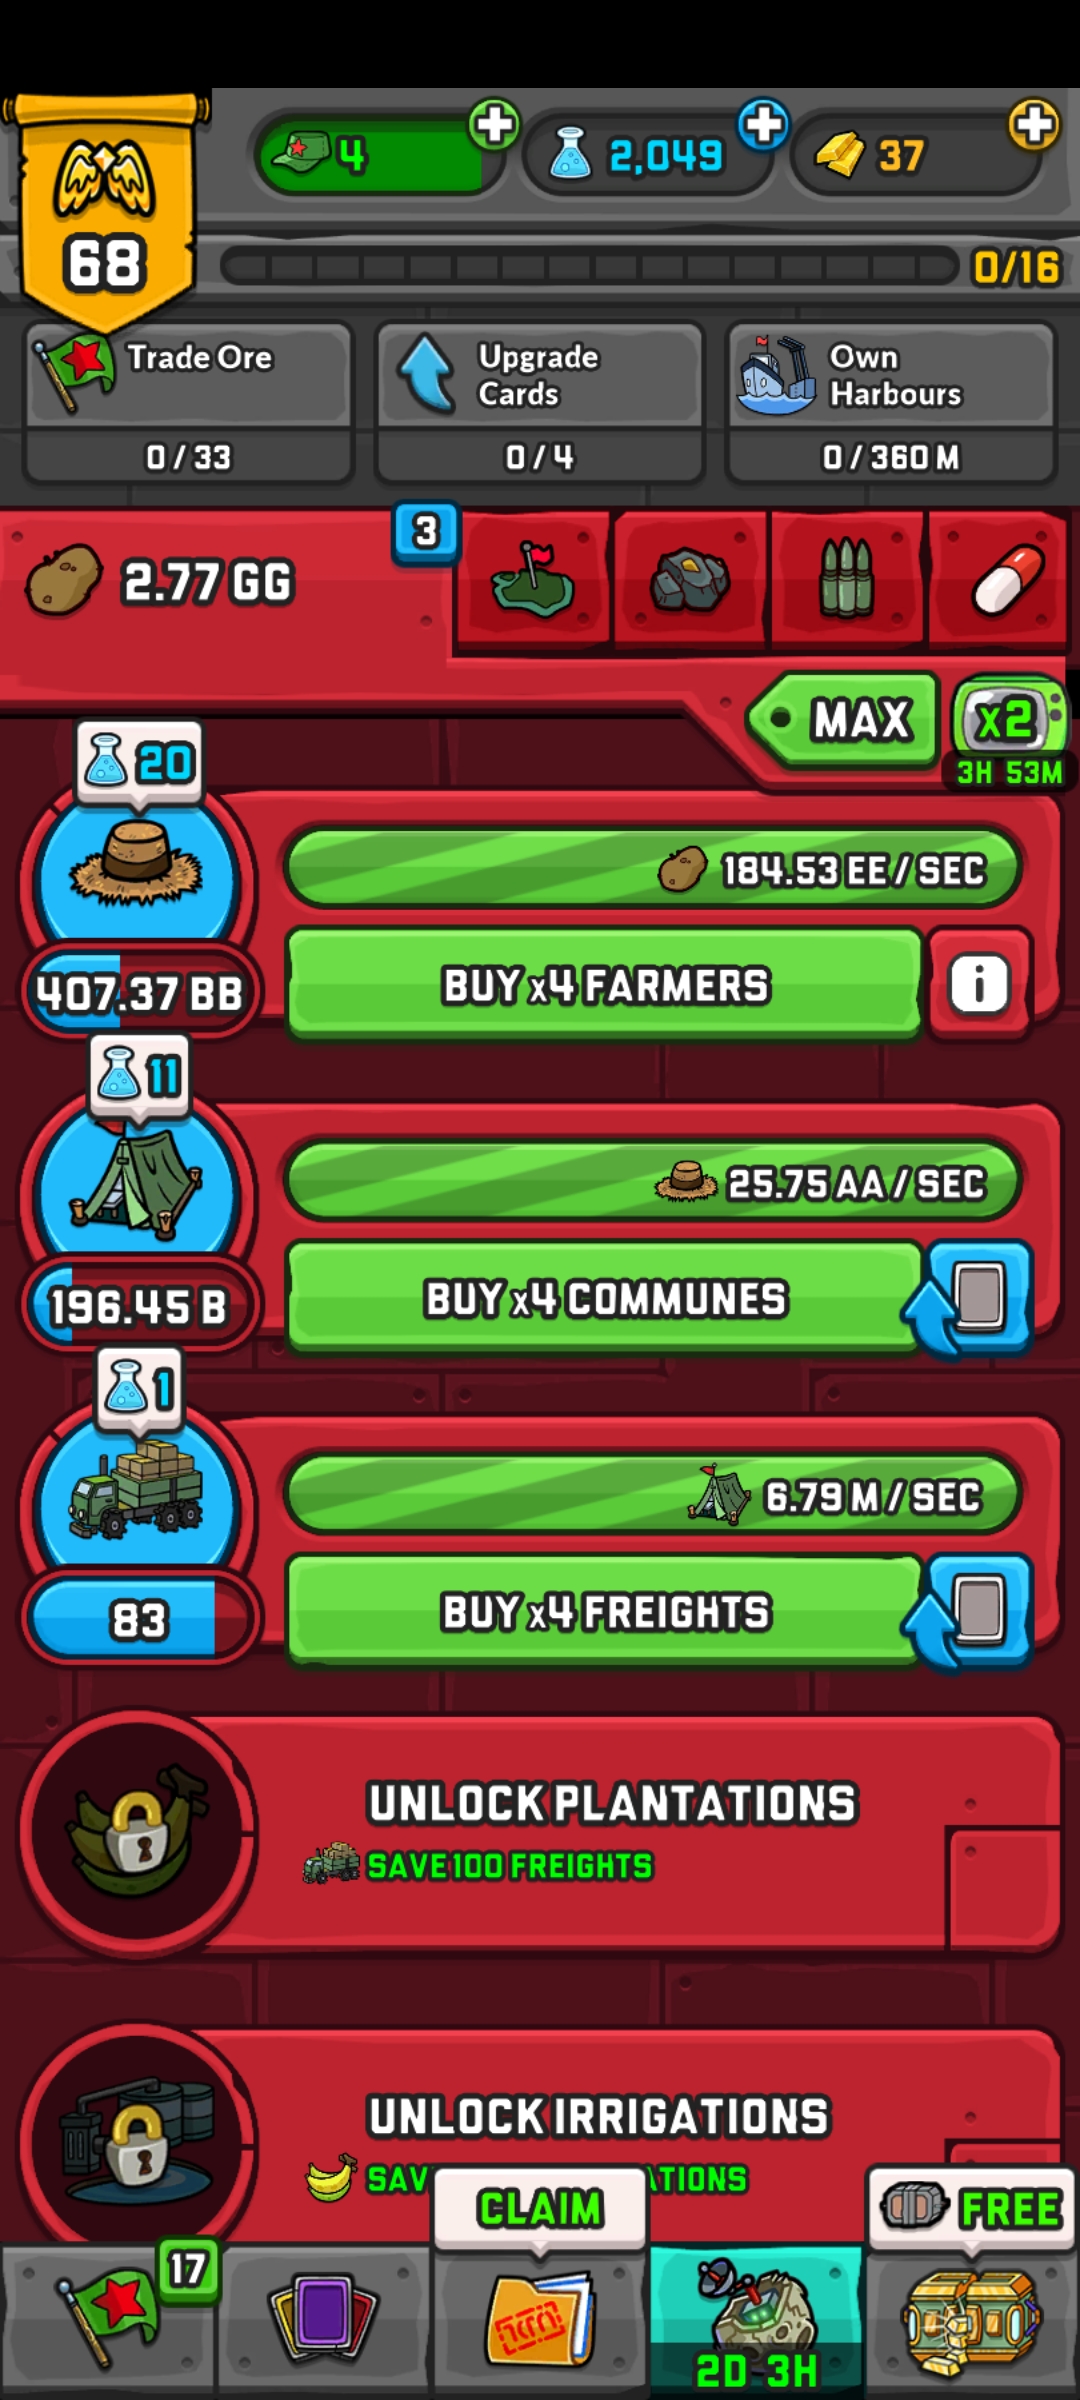 4
2,049
37
68
0/16
Trade Ore
0/33
Upgrade
Cards
0/4
Own
Harbours
0/360 M
2.77 GG
3
MAX
x2
3H 53M
20
184.53 EE/SEC
407.37 BB
BUY x4 FARMERS
i
11
25.75 AA/SEC
196.45 B
BUY x4 COMMUNES
1
6.79 M/SEC
83
BUY x4 FREIGHTS
UNLOCK PLANTATIONS
SAVE 100 FREIGHTS
UNLOCK IRRIGATIONS
CLAIM
FREE
17
2D 3H